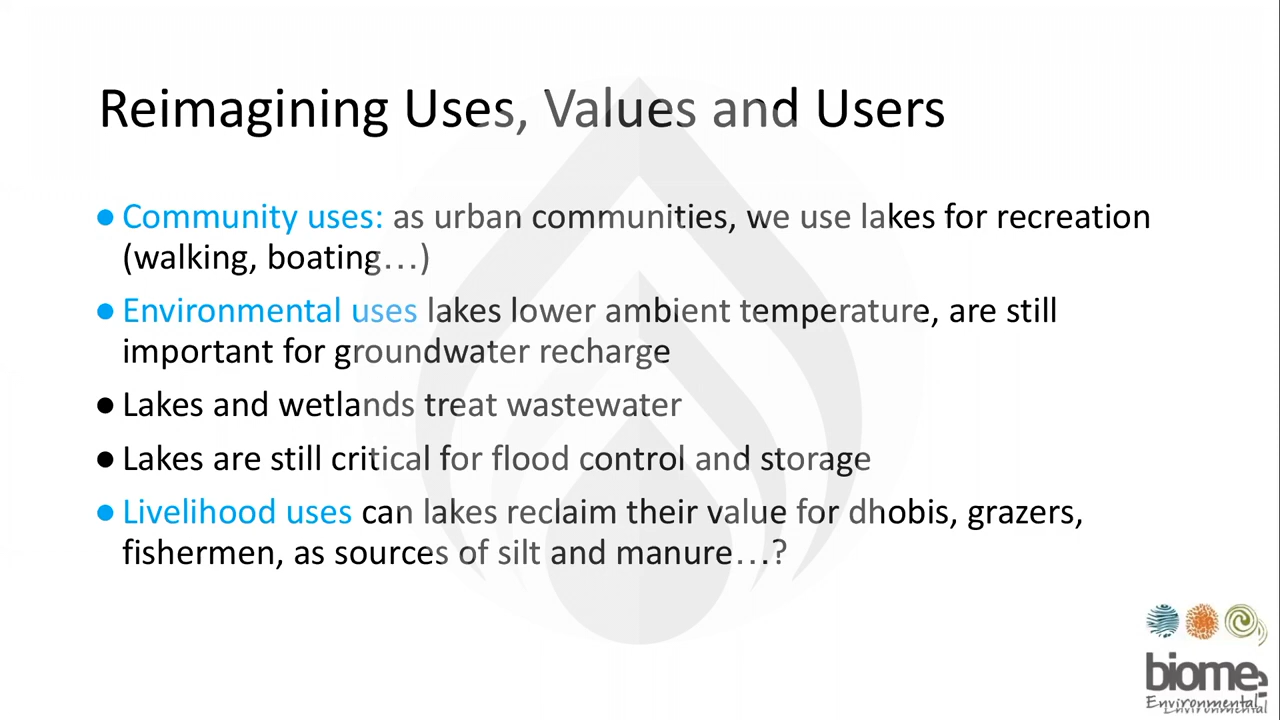 Reimagining Uses, Values and Users
● Community uses: as urban communities, we use lakes for recreation
(walking, boating…)
● Environmental uses lakes lower ambient temperature, are still
important for groundwater recharge
● Lakes and wetlands treat wastewater
● Lakes are still critical for flood control and storage
● Livelihood uses can lakes reclaim their value for dhobis, grazers,
fishermen, as sources of silt and manure…?
biome
Environmental